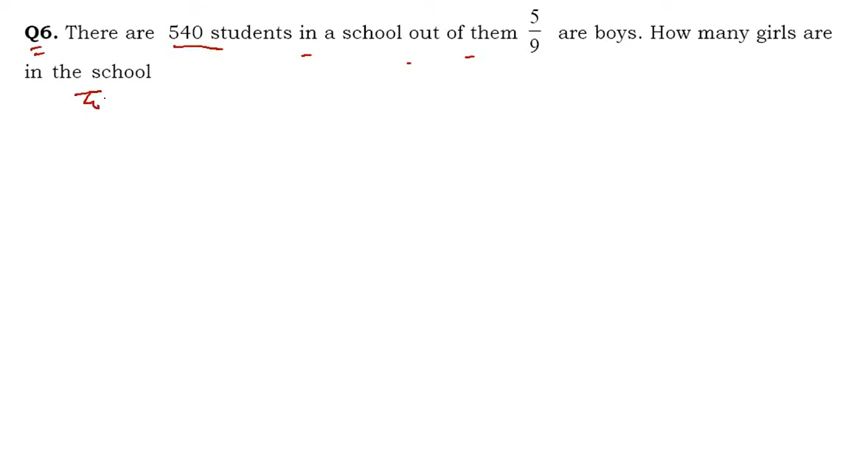 Q6. There are 540 students in a school out of them 5/9 are boys. How many girls are
in the school